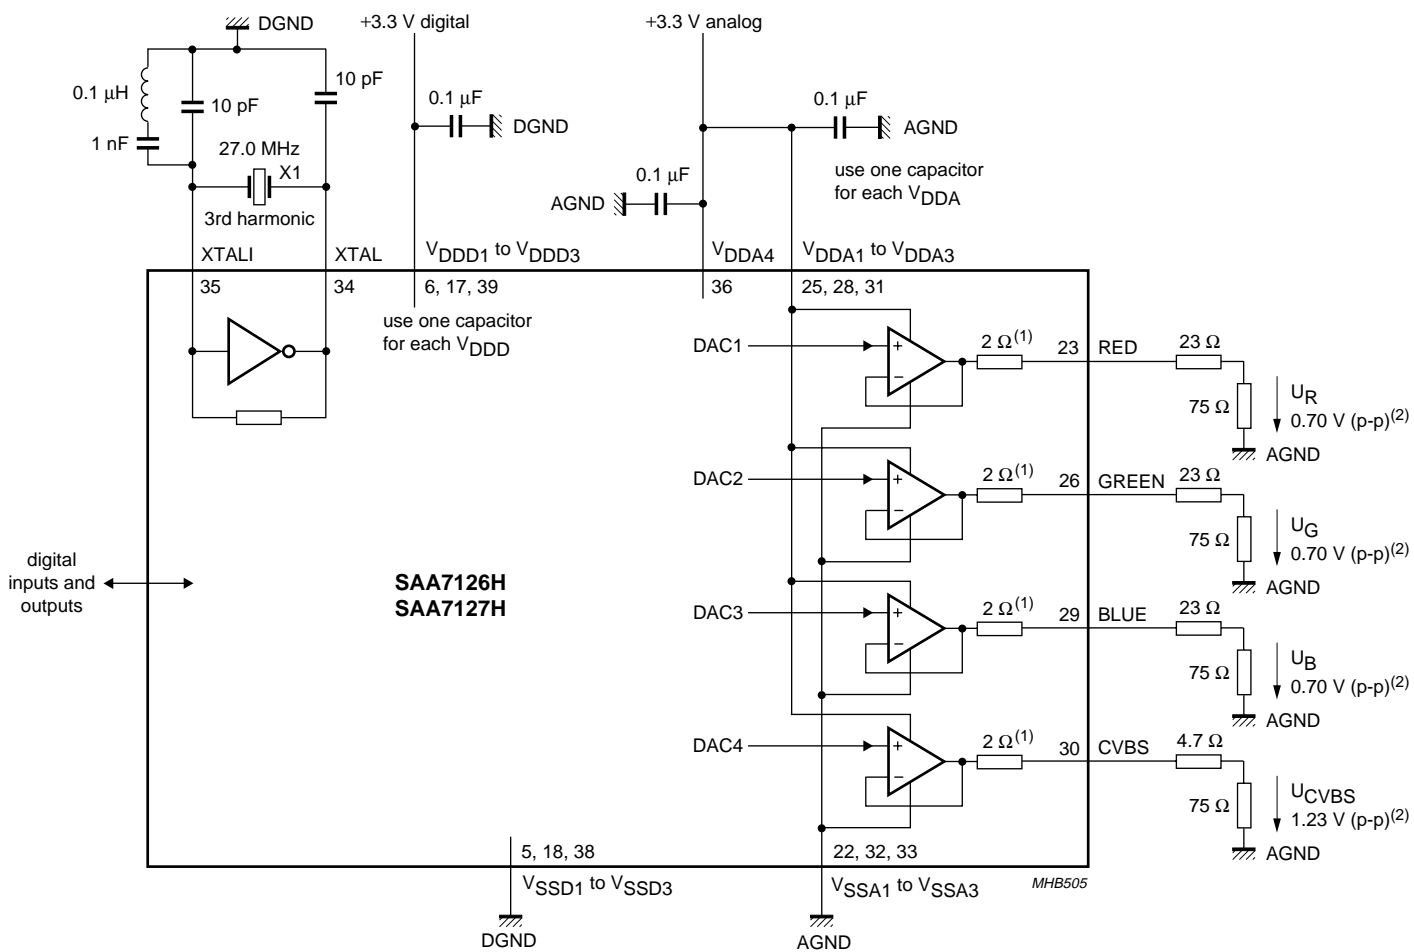 DGND
+3.3 V digital
+3.3 V analog
0.1 μH
10 pF
10 pF
1 nF
27.0 MHz
X1
3rd harmonic
0.1 μF
DGND
0.1 μF
AGND
use one capacitor
for each VDDA
0.1 μF
AGND
XTALI
XTAL
VDDD1 to VDDD3
VDDA4
VDDA1 to VDDA3
35
34
6, 17, 39
36
25, 28, 31
use one capacitor
for each VDDD
DAC1
+
−
2 Ω(1)
23
RED
23 Ω
75 Ω
UR
0.70 V (p-p)(2)
AGND
DAC2
+
−
2 Ω(1)
26
GREEN
23 Ω
75 Ω
UG
0.70 V (p-p)(2)
AGND
digital
inputs and
outputs
SAA7126H
SAA7127H
DAC3
+
−
2 Ω(1)
29
BLUE
23 Ω
75 Ω
UB
0.70 V (p-p)(2)
AGND
DAC4
+
−
2 Ω(1)
30
CVBS
4.7 Ω
75 Ω
UCVBS
1.23 V (p-p)(2)
AGND
5, 18, 38
22, 32, 33
VSSD1 to VSSD3
VSSA1 to VSSA3
MHB505
DGND
AGND